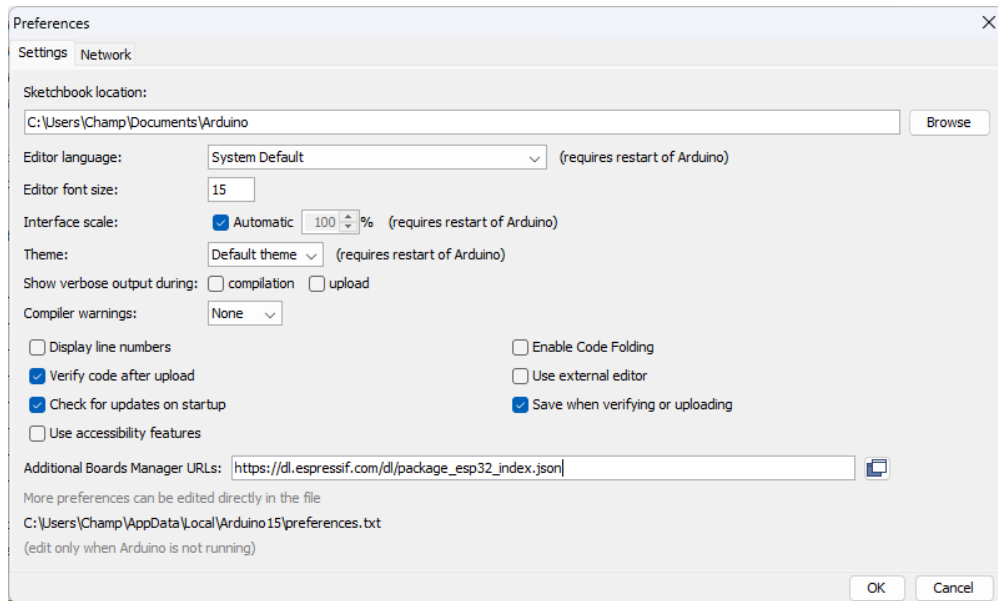 Preferences
Settings Network
Sketchbook location:
C:\Users\Champ\Documents\Arduino Browse
Editor language: System Default (requires restart of Arduino)
Editor font size: 15
Interface scale: Automatic 100 % (requires restart of Arduino)
Theme: Default theme (requires restart of Arduino)
Show verbose output during: compilation upload
Compiler warnings: None
Display line numbers Enable Code Folding
Verify code after upload Use external editor
Check for updates on startup Save when verifying or uploading
Use accessibility features
Additional Boards Manager URLs: https://dl.espressif.com/dl/package_esp32_index.json
More preferences can be edited directly in the file
C:\Users\Champ\AppData\Local\Arduino15\preferences.txt
(edit only when Arduino is not running)
OK Cancel